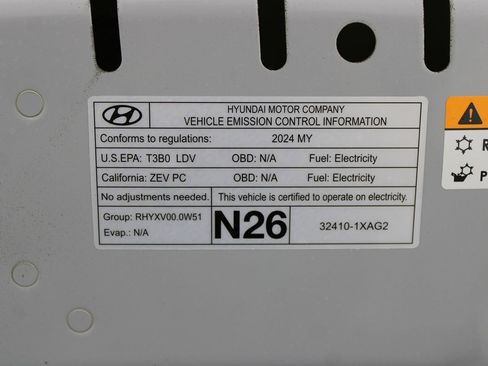 HYUNDAI MOTOR COMPANY
VEHICLE EMISSION CONTROL INFORMATION
Conforms to regulations: 2024 MY
U.S.EPA: T3B0 LDV OBD: N/A Fuel: Electricity
California: ZEV PC OBD: N/A Fuel: Electricity
No adjustments needed. This vehicle is certified to operate on electricity.
Group: RHYXV00.0W51
Evap.: N/A
N26
32410-1XAG2
R
P